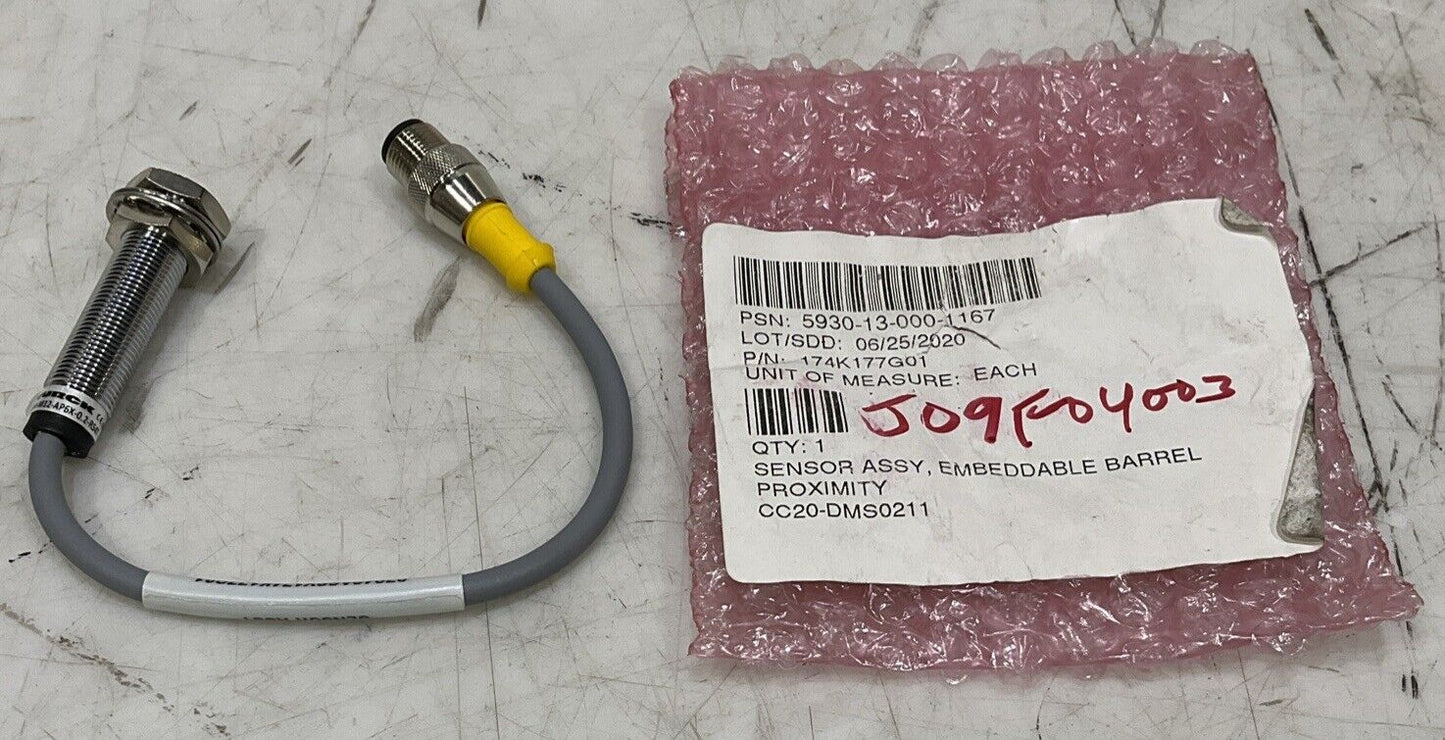 PSN: 5930-13-000-1167
LOT/SDD: 06/25/2020
P/N: 174K177G01
UNIT OF MEASURE: EACH
J09F04003
QTY: 1
SENSOR ASSY, EMBEDDABLE BARREL
PROXIMITY
CC20-DMS0211